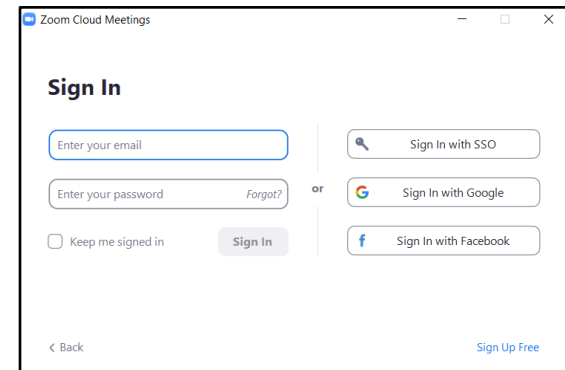 Zoom Cloud Meetings
Sign In
Enter your email
Enter your password Forgot?
Keep me signed in Sign In
or
Sign In with SSO
Sign In with Google
Sign In with Facebook
Back
Sign Up Free